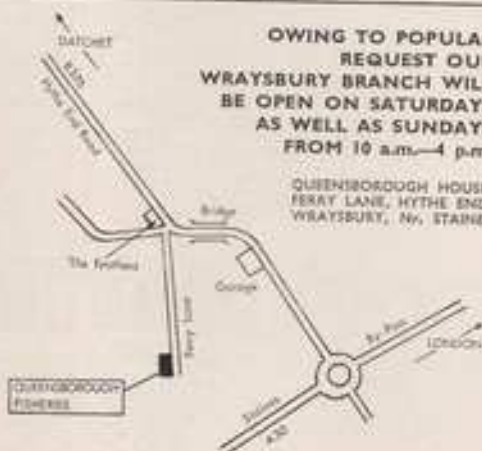 OWING TO POPULA
REQUEST OU
WRAYSBURY BRANCH WIL
BE OPEN ON SATURDAY
AS WELL AS SUNDAY
FROM 10 a.m.—4 p.m
QUEENSBOROUGH HOUSE
FERRY LANE, HYTHE END
WRAYSBURY, Nr. STAINE
DATCHET
B376
Hythe End Road
Bridge
The Feathers
Garage
Ferry Lane
By-Pass
LONDON
QUEENSBOROUGH
FISHERIES
Staines
A30